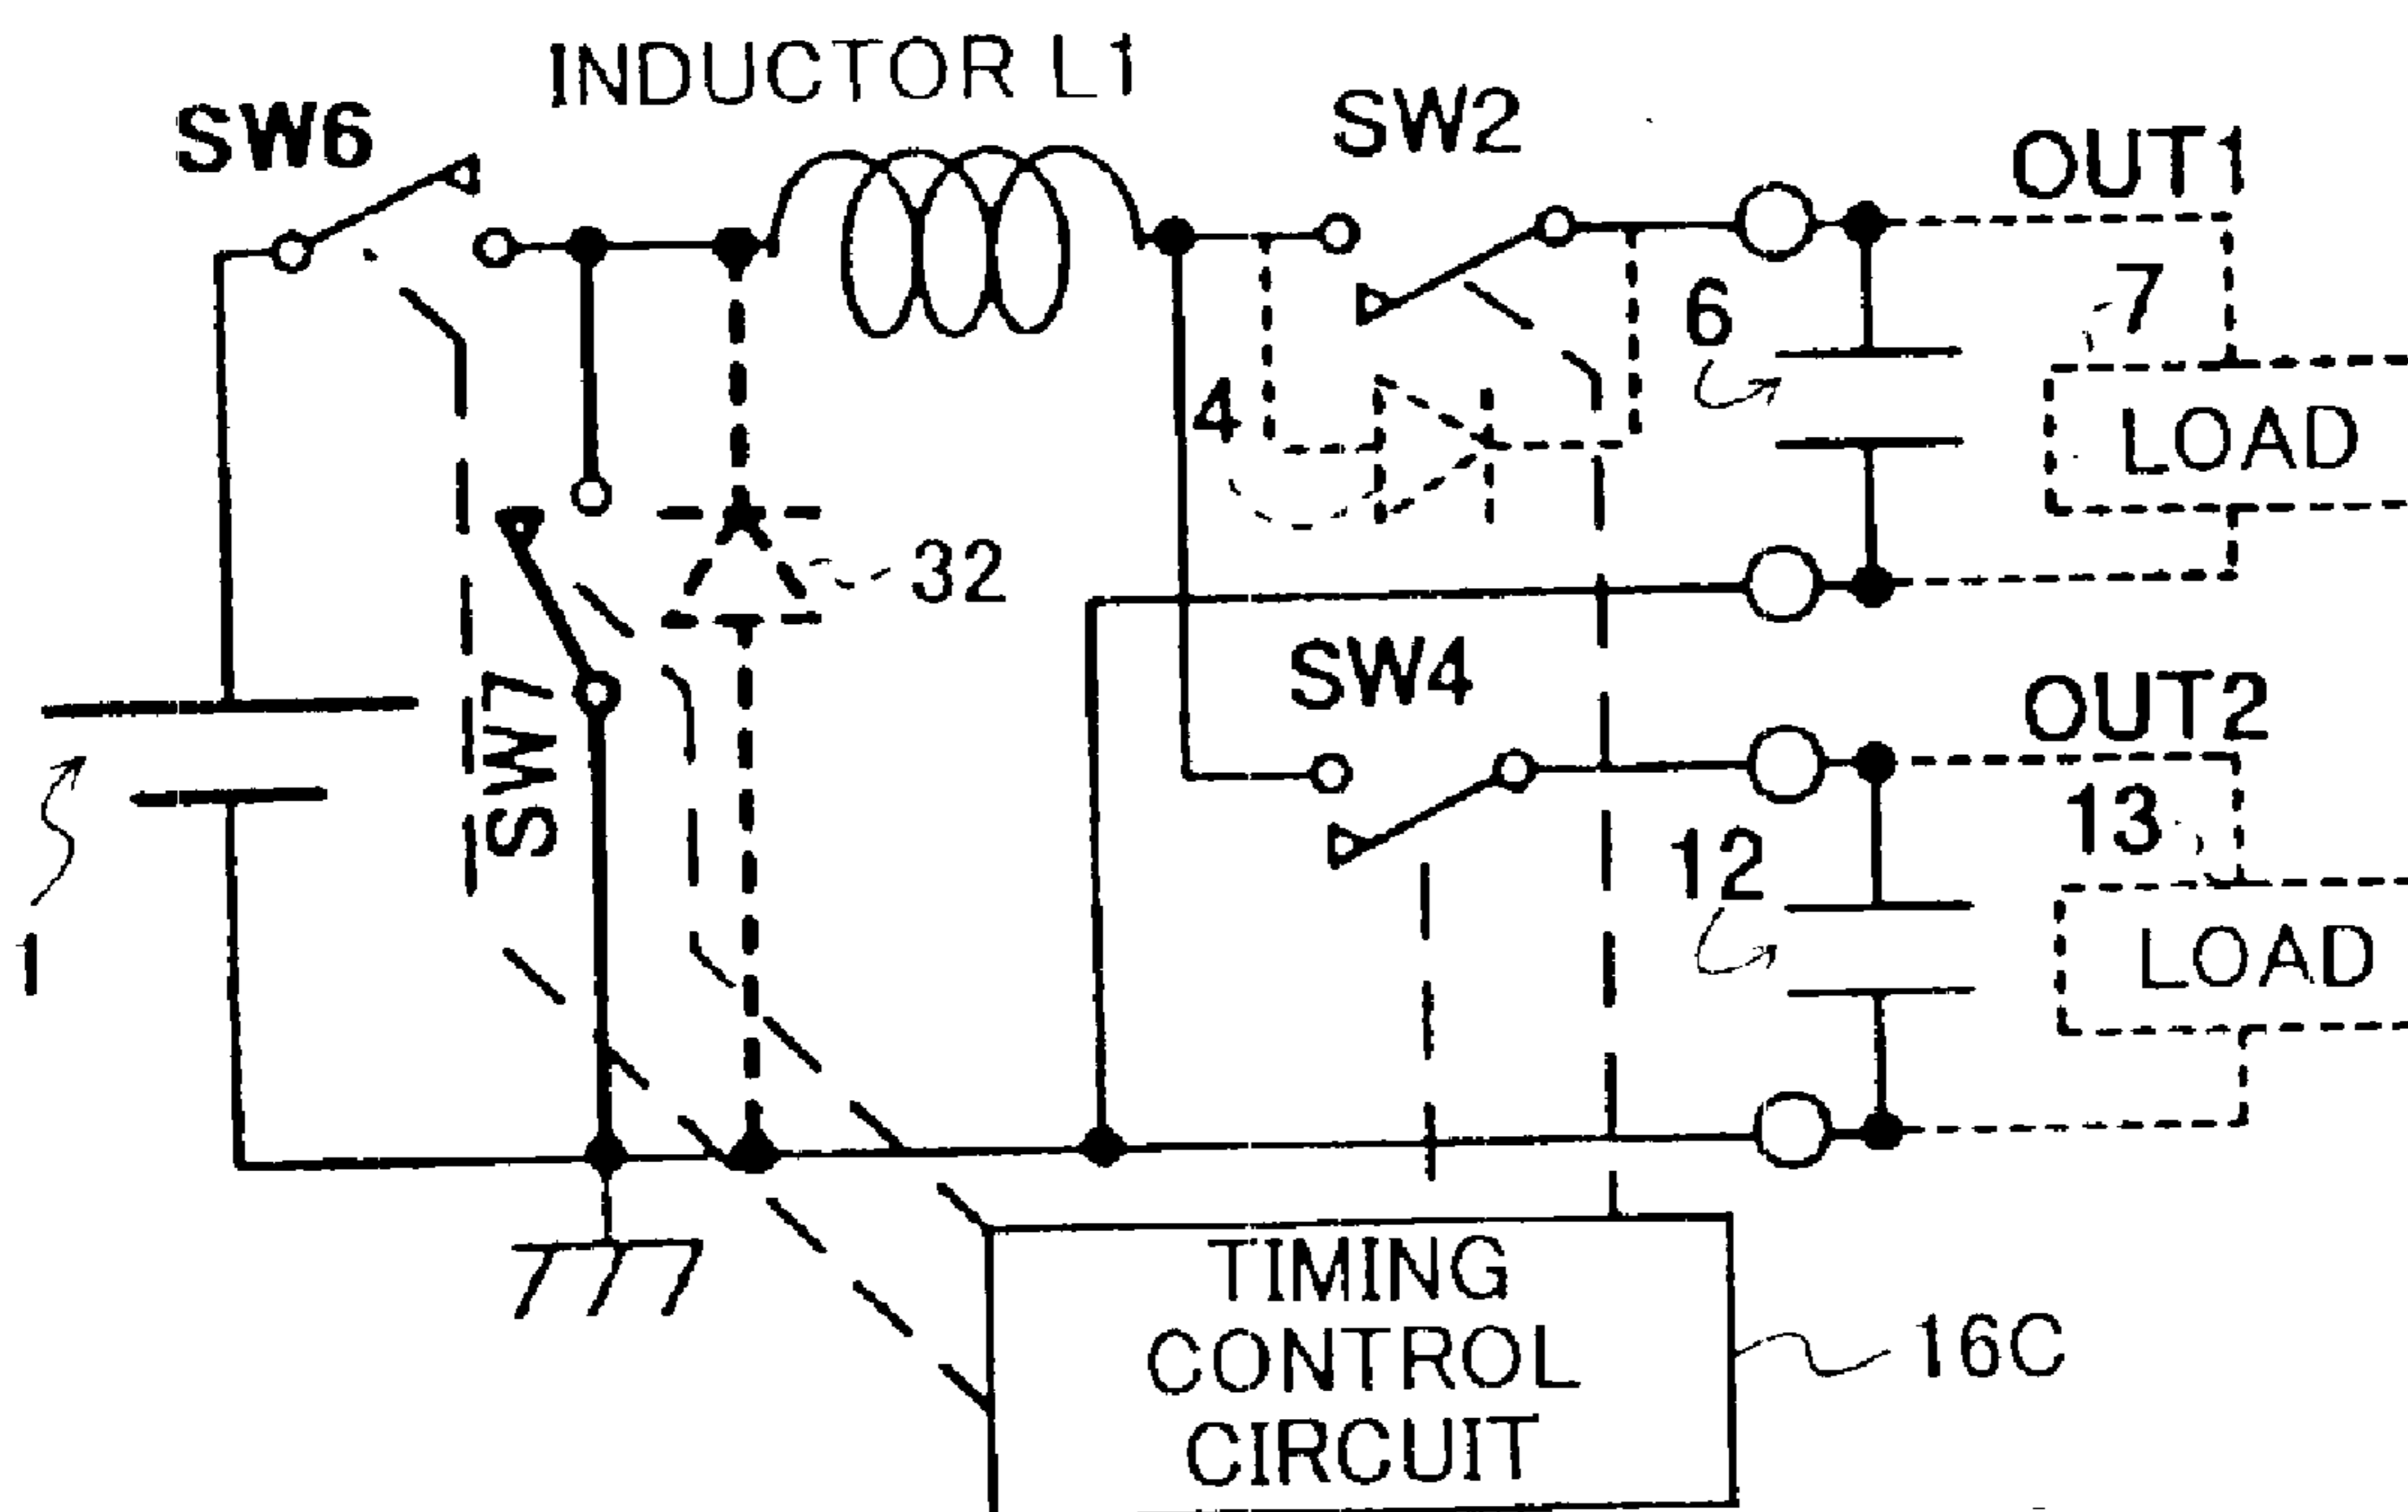 INDUCTOR L1
SW6
SW2
OUT1
7
6
LOAD
4
32
SW4
OUT2
SW7
13
12
LOAD
1
TIMING
CONTROL
CIRCUIT
16C